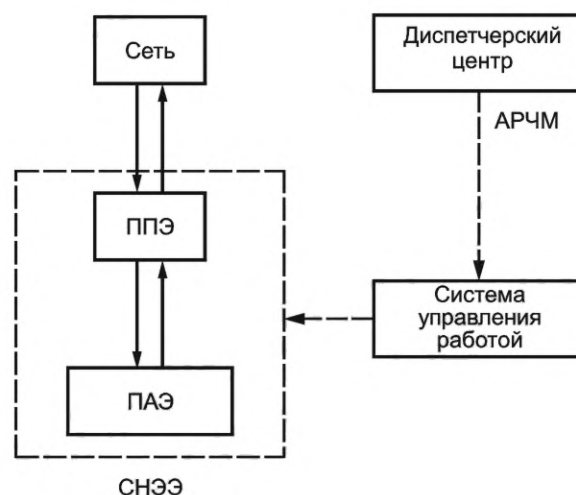 Сеть
Диспетчерский
центр
АРЧМ
ППЭ
Система
управления
работой
ПАЭ
СНЭЭ